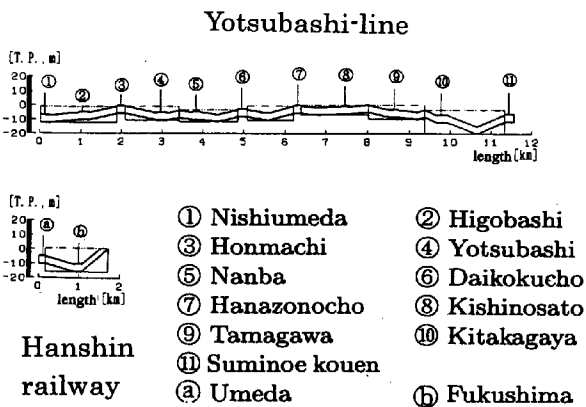 Yotsubashi-line
[T. P., m]
① ② ③ ④ ⑤ ⑥ ⑦ ⑧ ⑨ ⑩ ⑪
20
10
0
-10
-20
0 1 2 3 4 5 6 7 8 9 10 11 12
length[km]
[T. P., m]
ⓐ ⓑ
20
10
0
-10
-20
0 1 2
length[km]
Hanshin
railway
① Nishiumeda ② Higobashi
③ Honmachi ④ Yotsubashi
⑤ Nanba ⑥ Daikokucho
⑦ Hanazonocho ⑧ Kishinosato
⑨ Tamagawa ⑩ Kitakagaya
⑪ Suminoe kouen
ⓐ Umeda ⓑ Fukushima